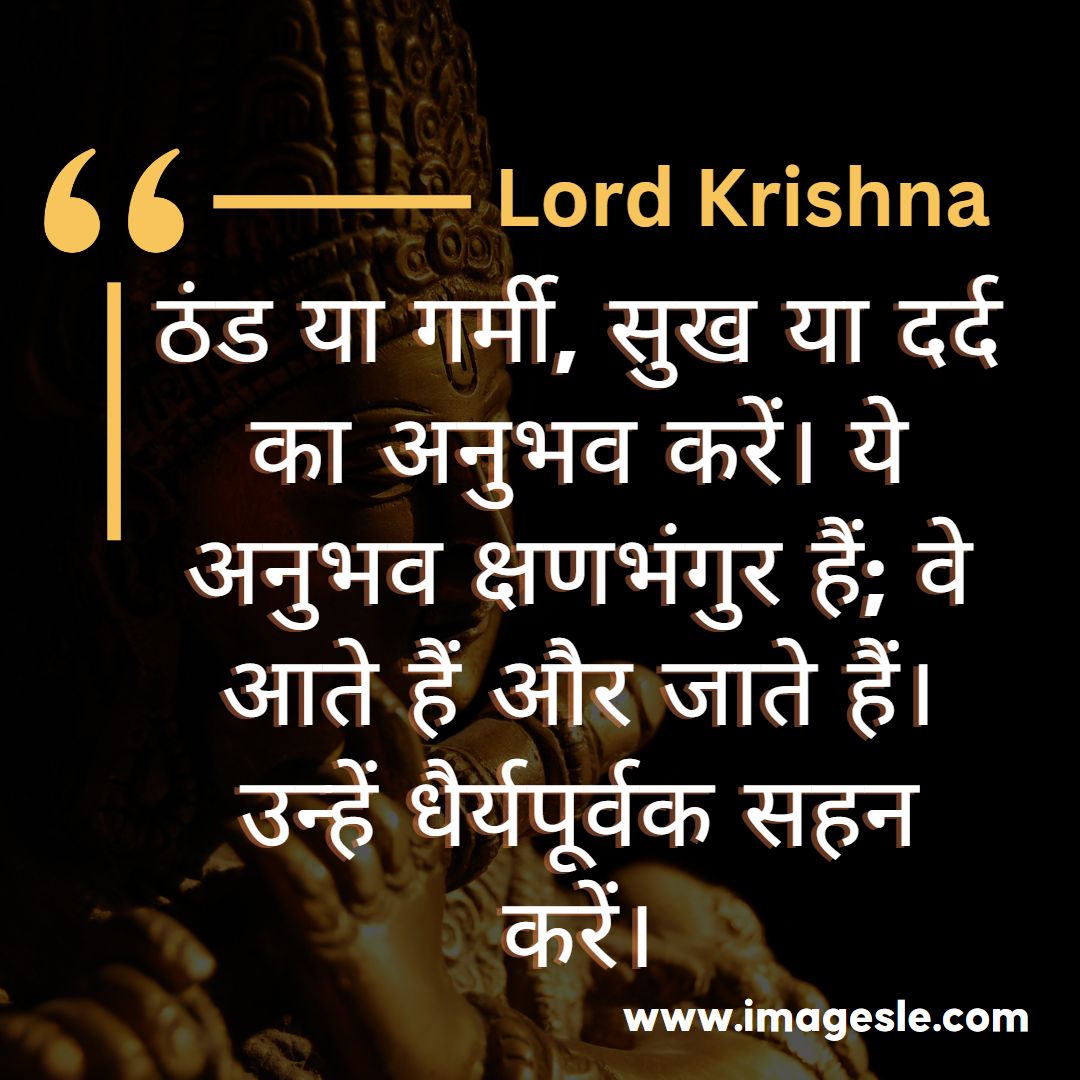 “ Lord Krishna
ठंड या गर्मी, सुख या दर्द
का अनुभव करें। ये
अनुभव क्षणभंगुर हैं; वे
आते हैं और जाते हैं।
उन्हें धैर्यपूर्वक सहन
करें।
www.imagesle.com